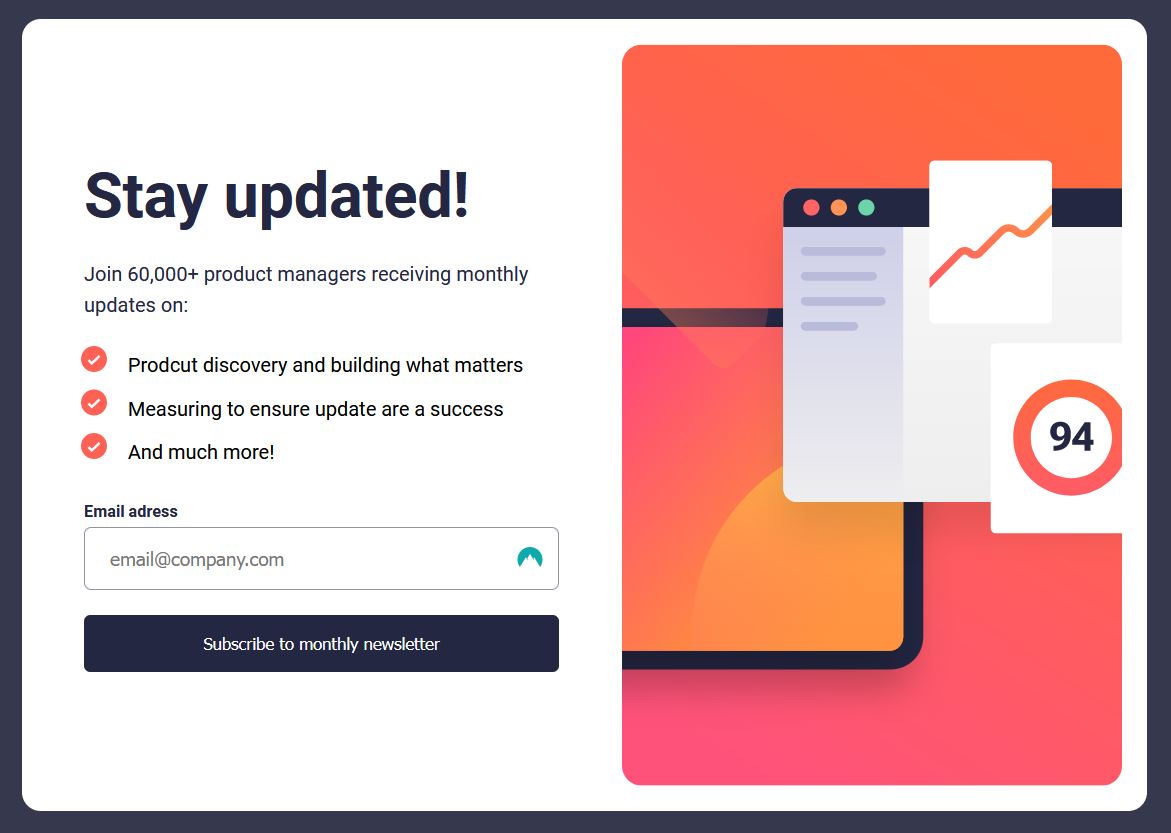 Stay updated!
Join 60,000+ product managers receiving monthly
updates on:
Prodcut discovery and building what matters
Measuring to ensure update are a success
And much more!
Email adress
email@company.com
Subscribe to monthly newsletter
94